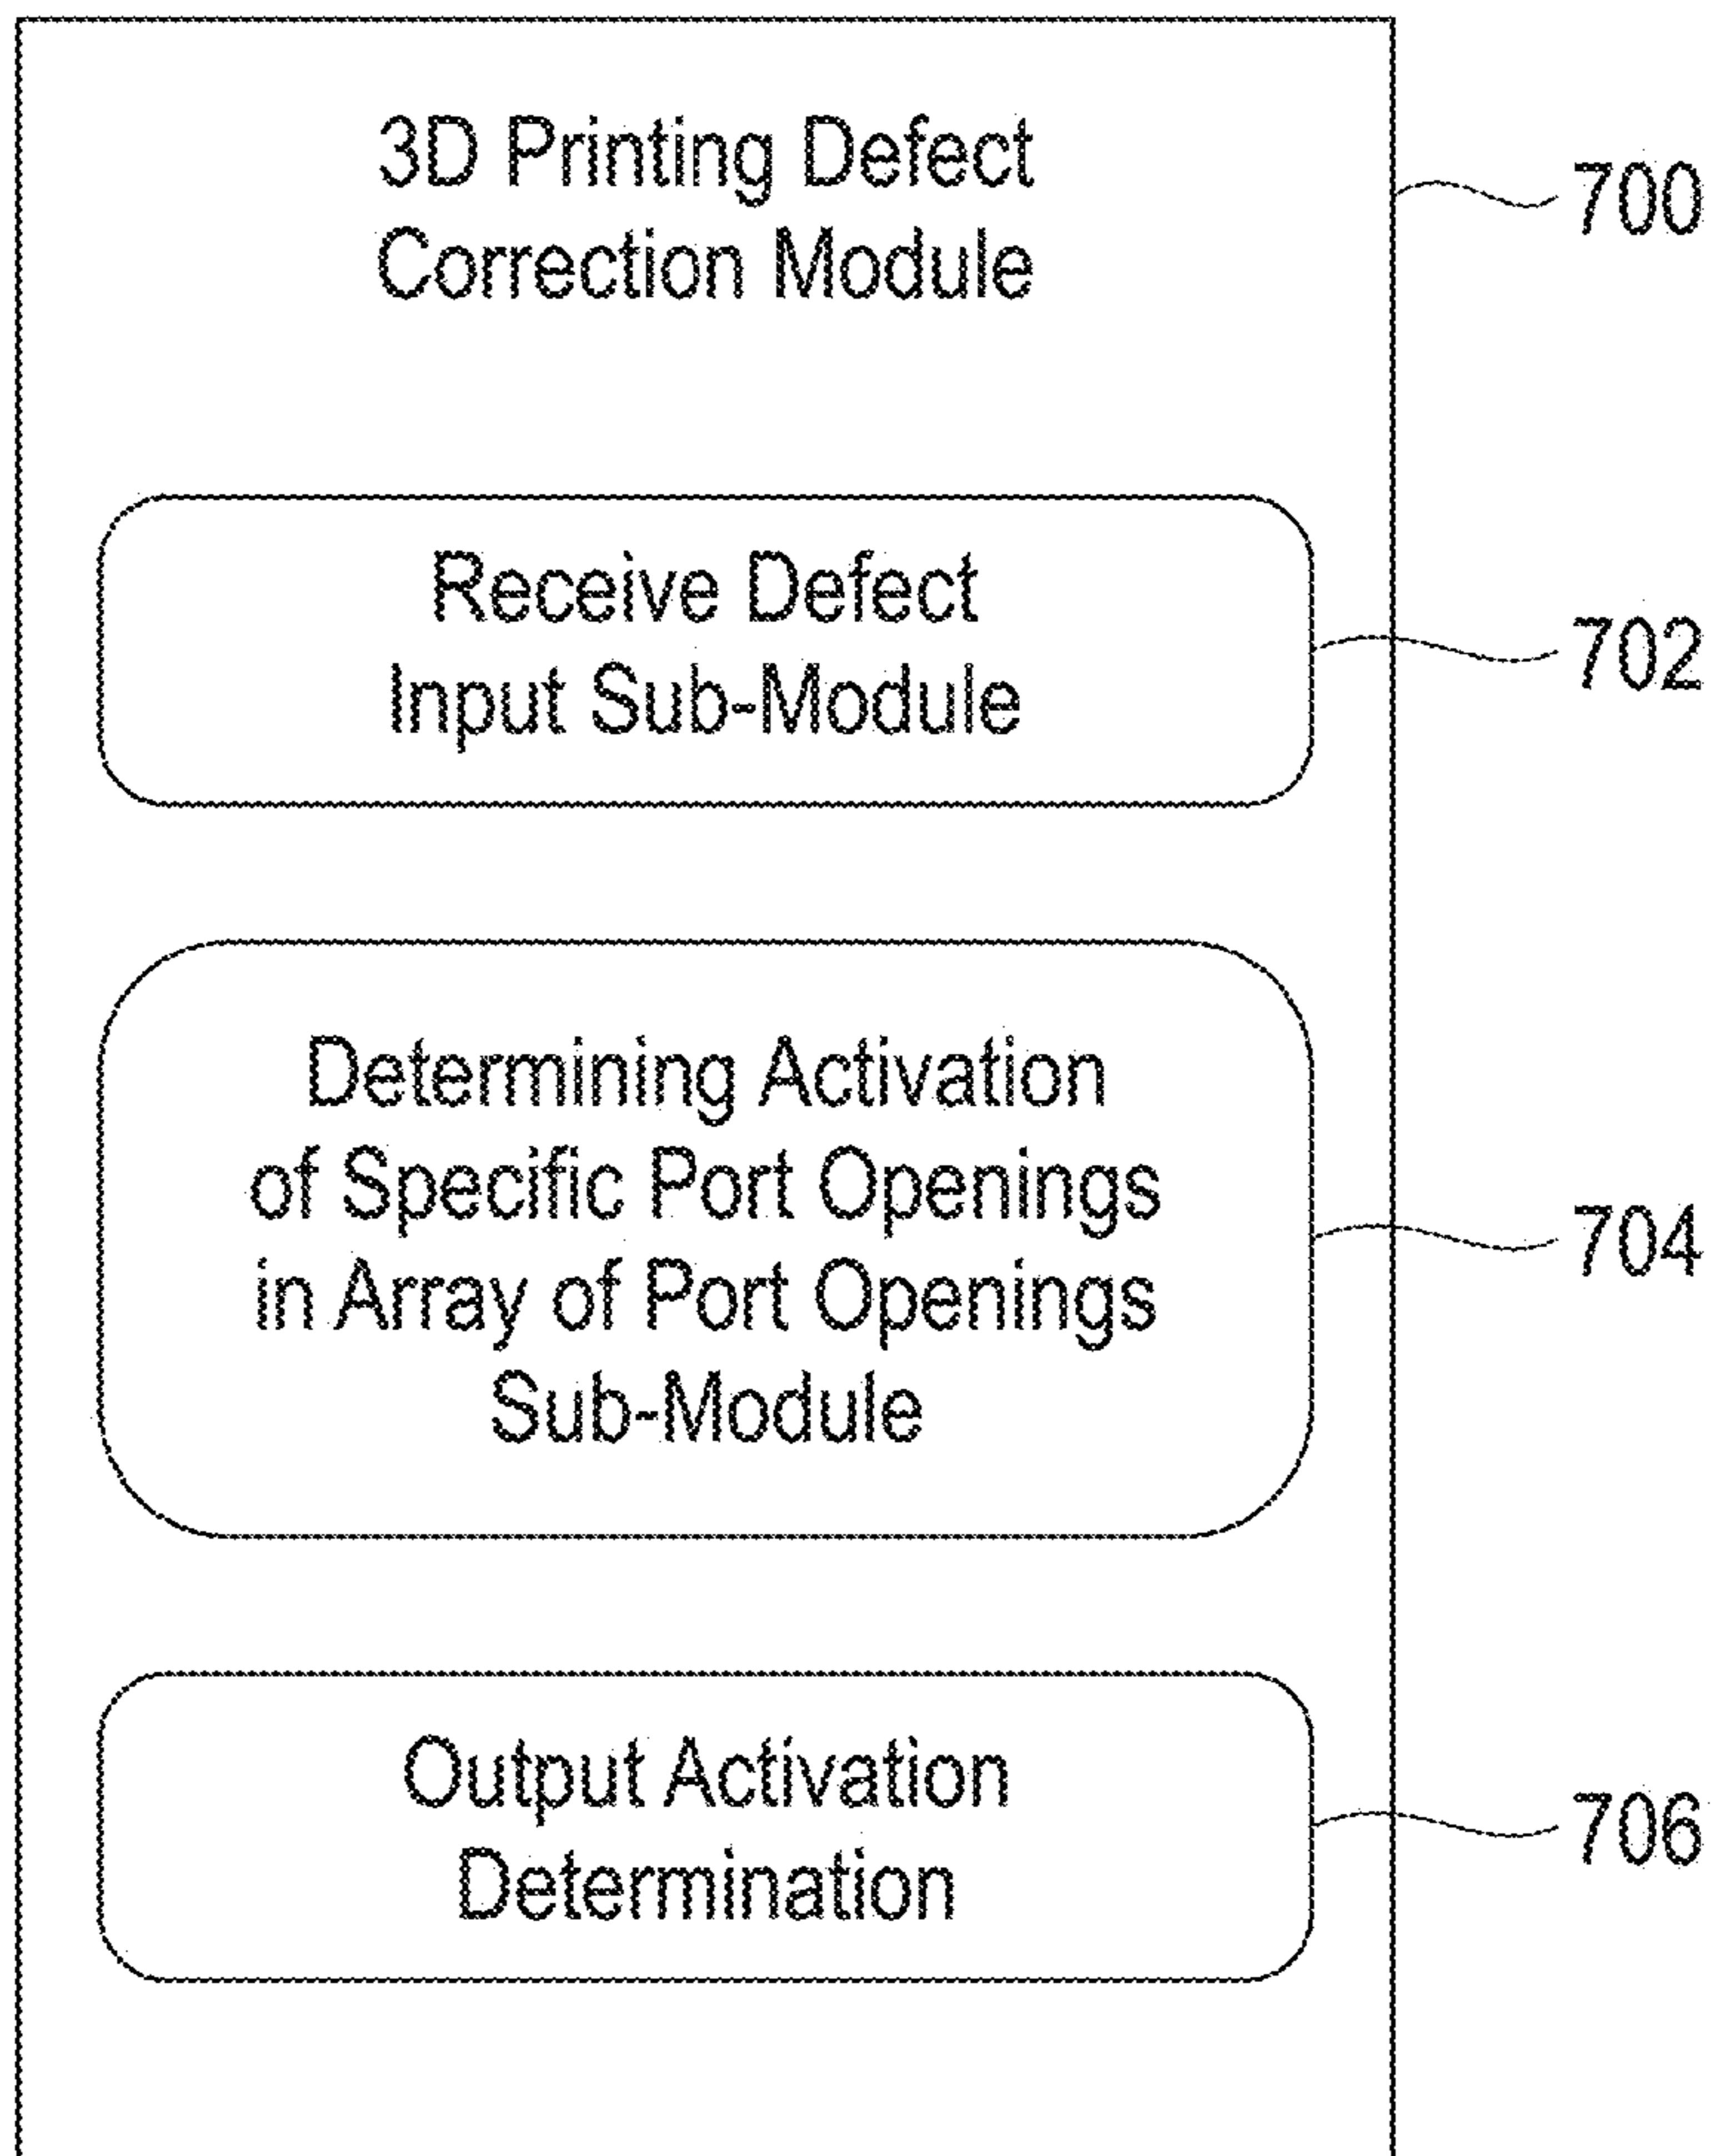 3D Printing Defect
Correction Module
700
Receive Defect
Input Sub-Module
702
Determining Activation
of Specific Port Openings
in Array of Port Openings
Sub-Module
704
Output Activation
Determination
706